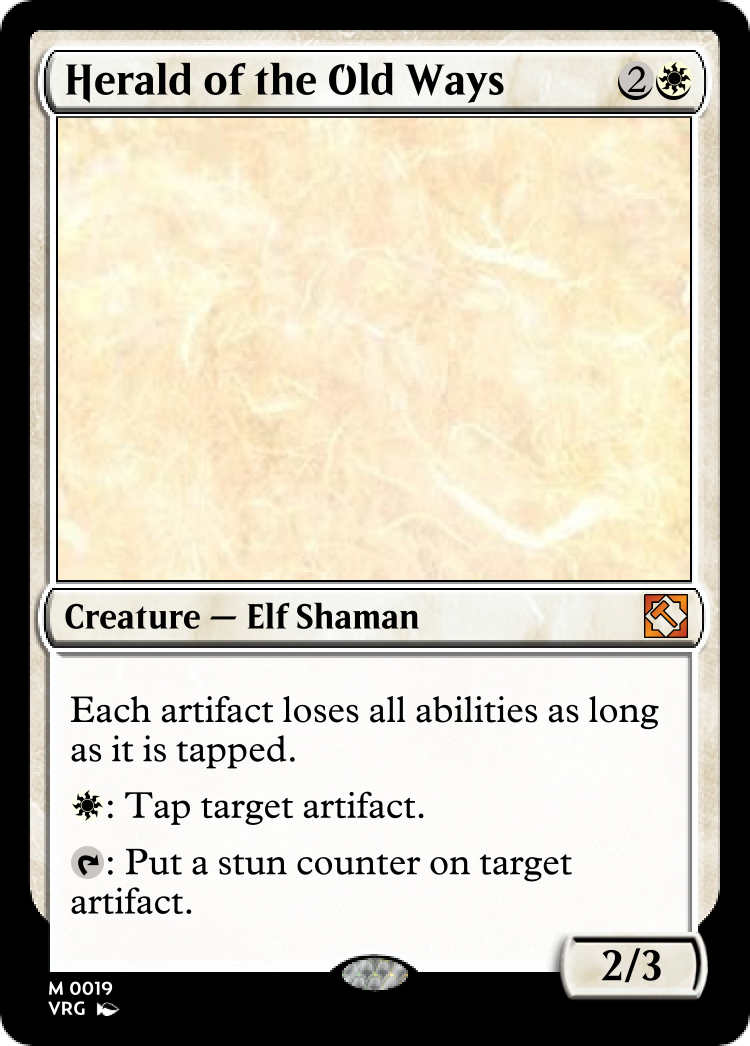 Herald of the Old Ways 2
Creature — Elf Shaman
Each artifact loses all abilities as long
as it is tapped.
: Tap target artifact.
: Put a stun counter on target
artifact.
2/3
M 0019
VRG